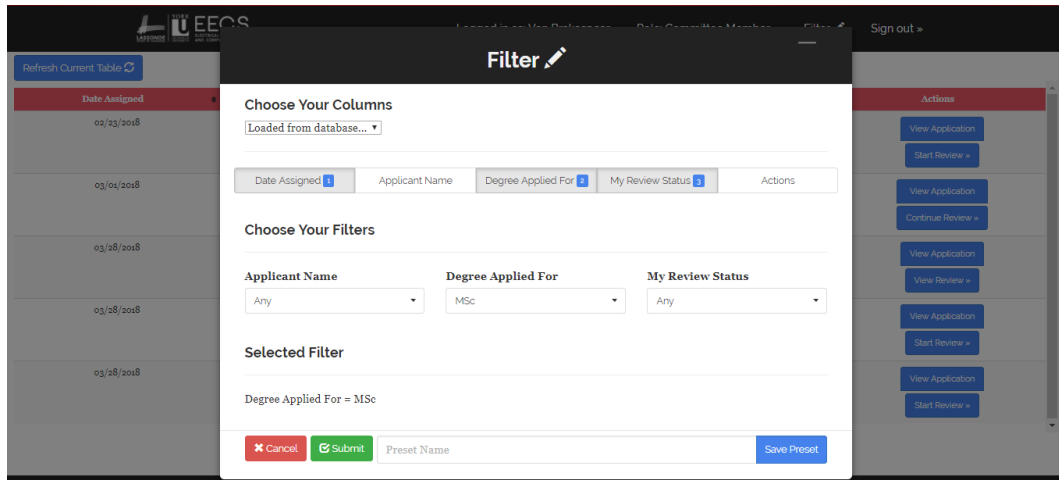 LASSONDE YORK U EECS
Sign out »
Filter
Refresh Current Table
Date Assigned
Actions
Choose Your Columns
Loaded from database...
02/23/2018
View Application
Start Review »
Date Assigned 1 Applicant Name Degree Applied For 2 My Review Status 3 Actions
03/01/2018
View Application
Continue Review »
Choose Your Filters
03/28/2018
View Application
View Review »
Applicant Name Degree Applied For My Review Status
Any MSc Any
03/28/2018
View Application
Start Review »
Selected Filter
03/28/2018
View Application
Start Review »
Degree Applied For = MSc
Cancel Submit Preset Name Save Preset